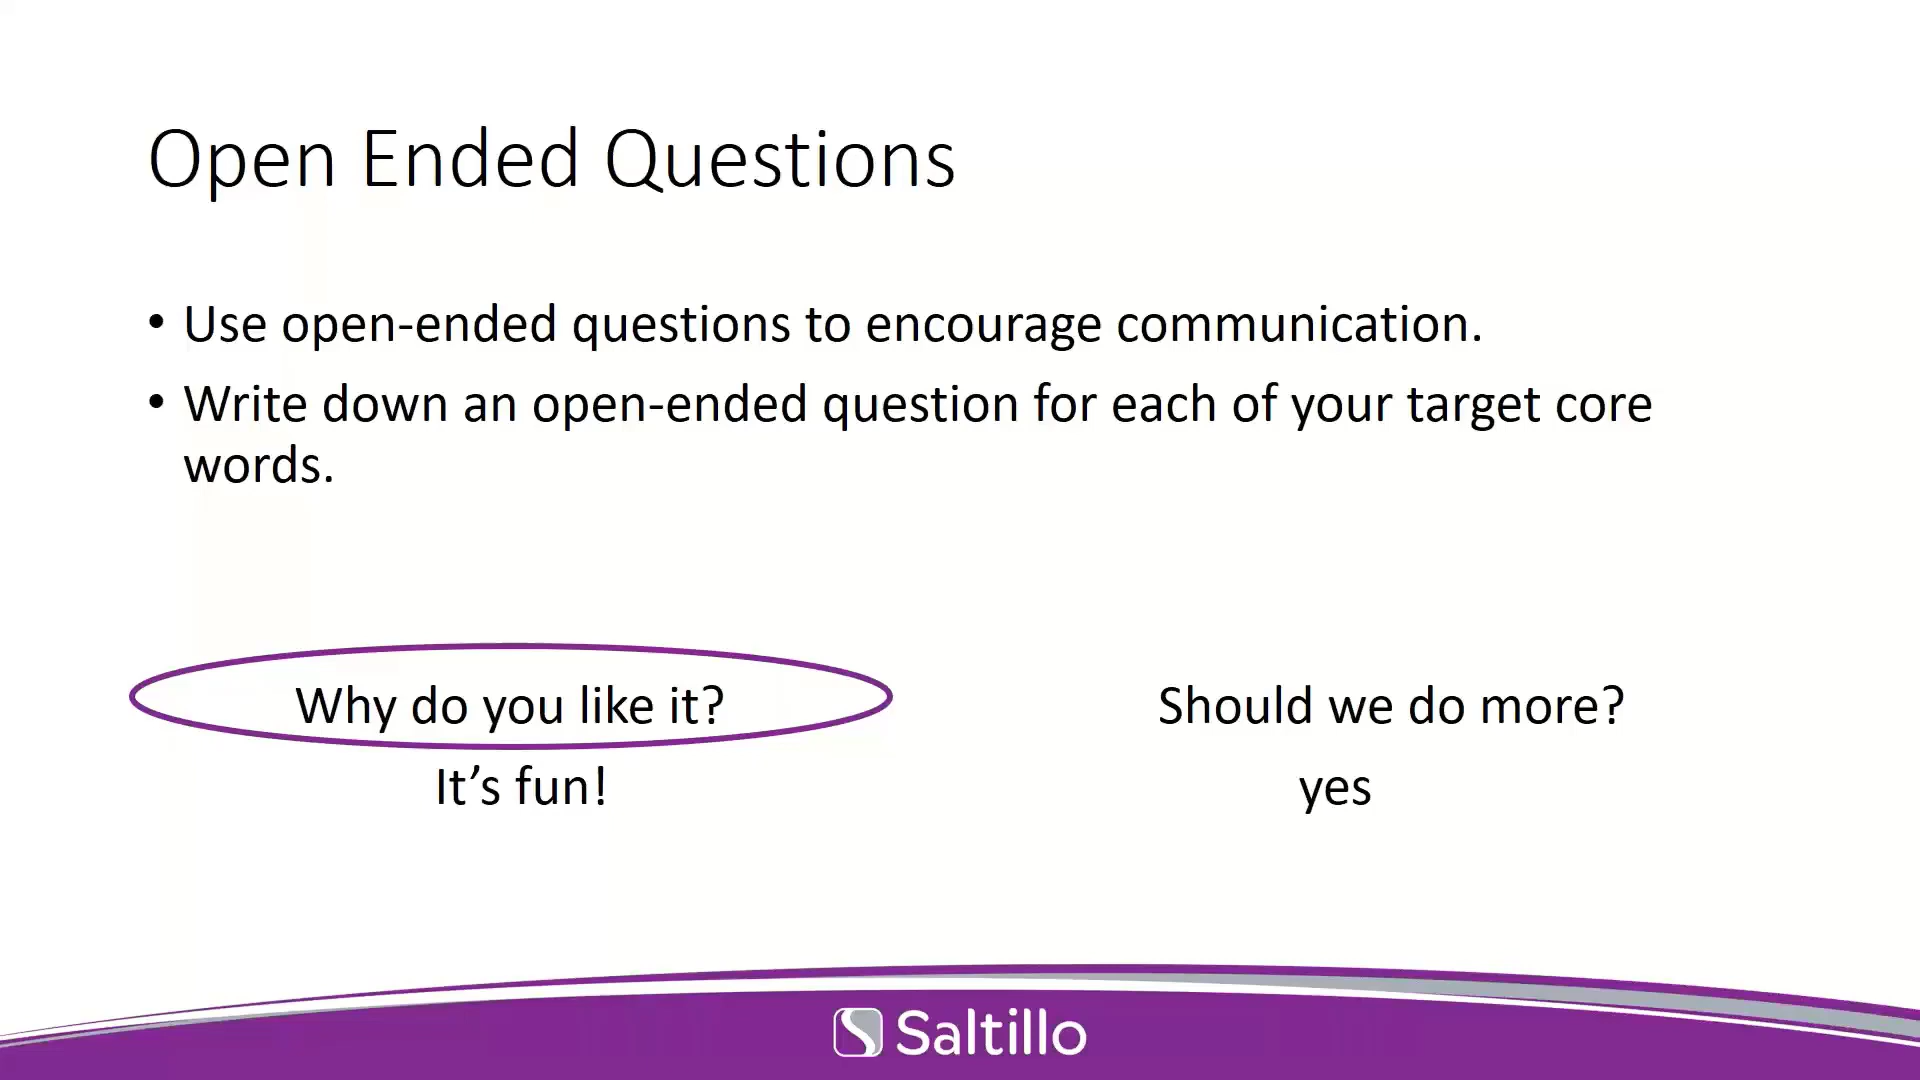 Open Ended Questions
• Use open-ended questions to encourage communication.
• Write down an open-ended question for each of your target core
words.
Why do you like it?
Should we do more?
It’s fun!
yes
Saltillo